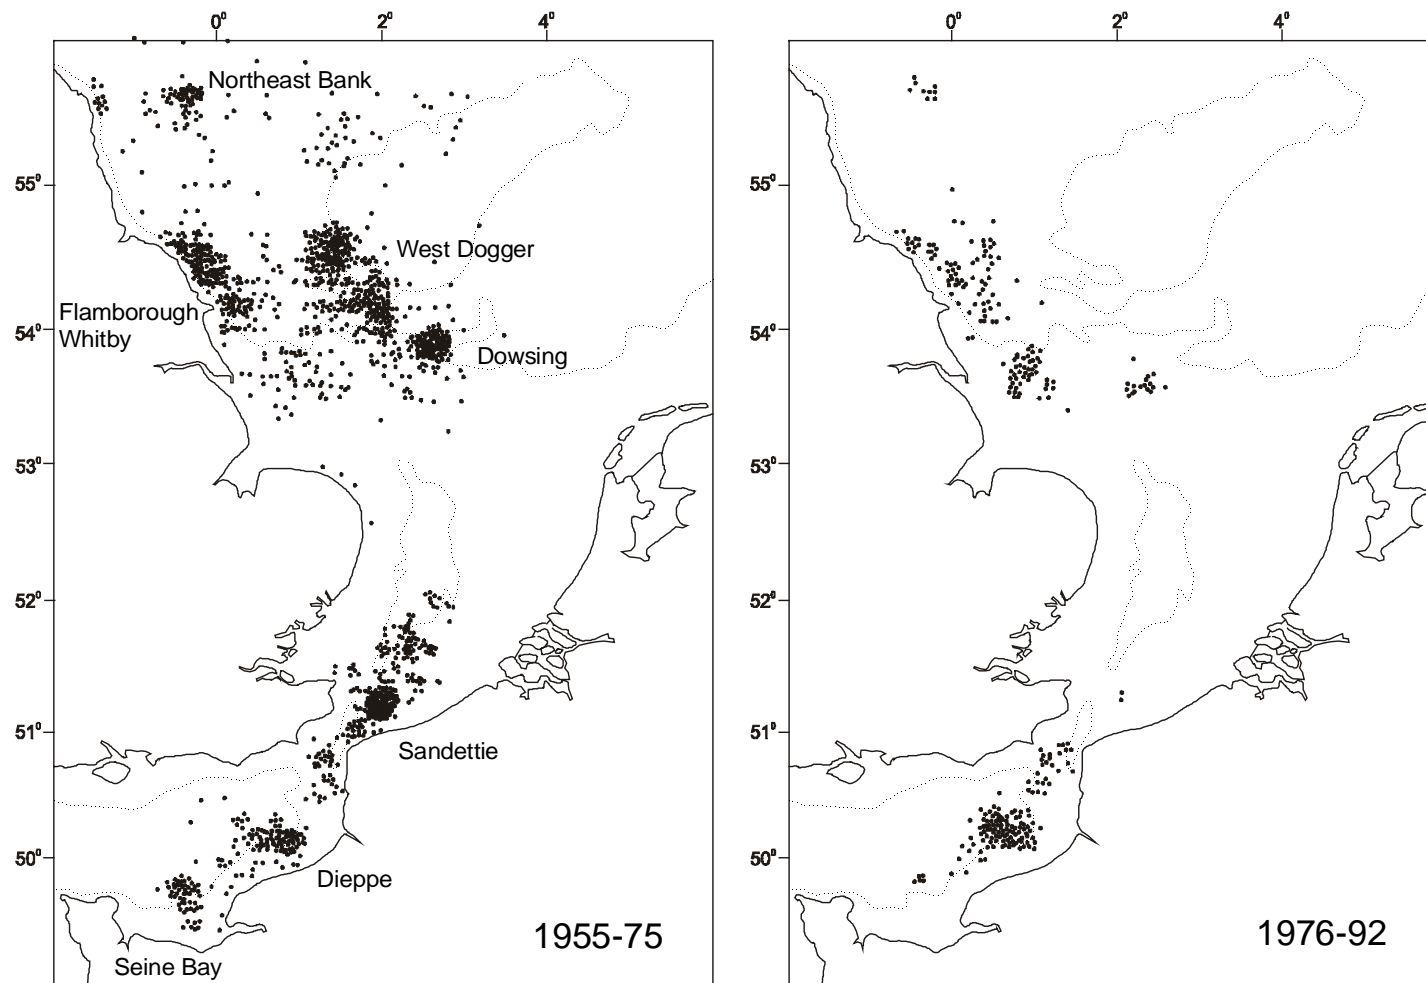 0° 2° 4° 0° 2° 4°
Northeast Bank
55° 55°
West Dogger
Flamborough
Whitby
54° 54°
Dowsing
53° 53°
52° 52°
51° 51°
Sandettie
50° 50°
Dieppe
1955-75 1976-92
Seine Bay